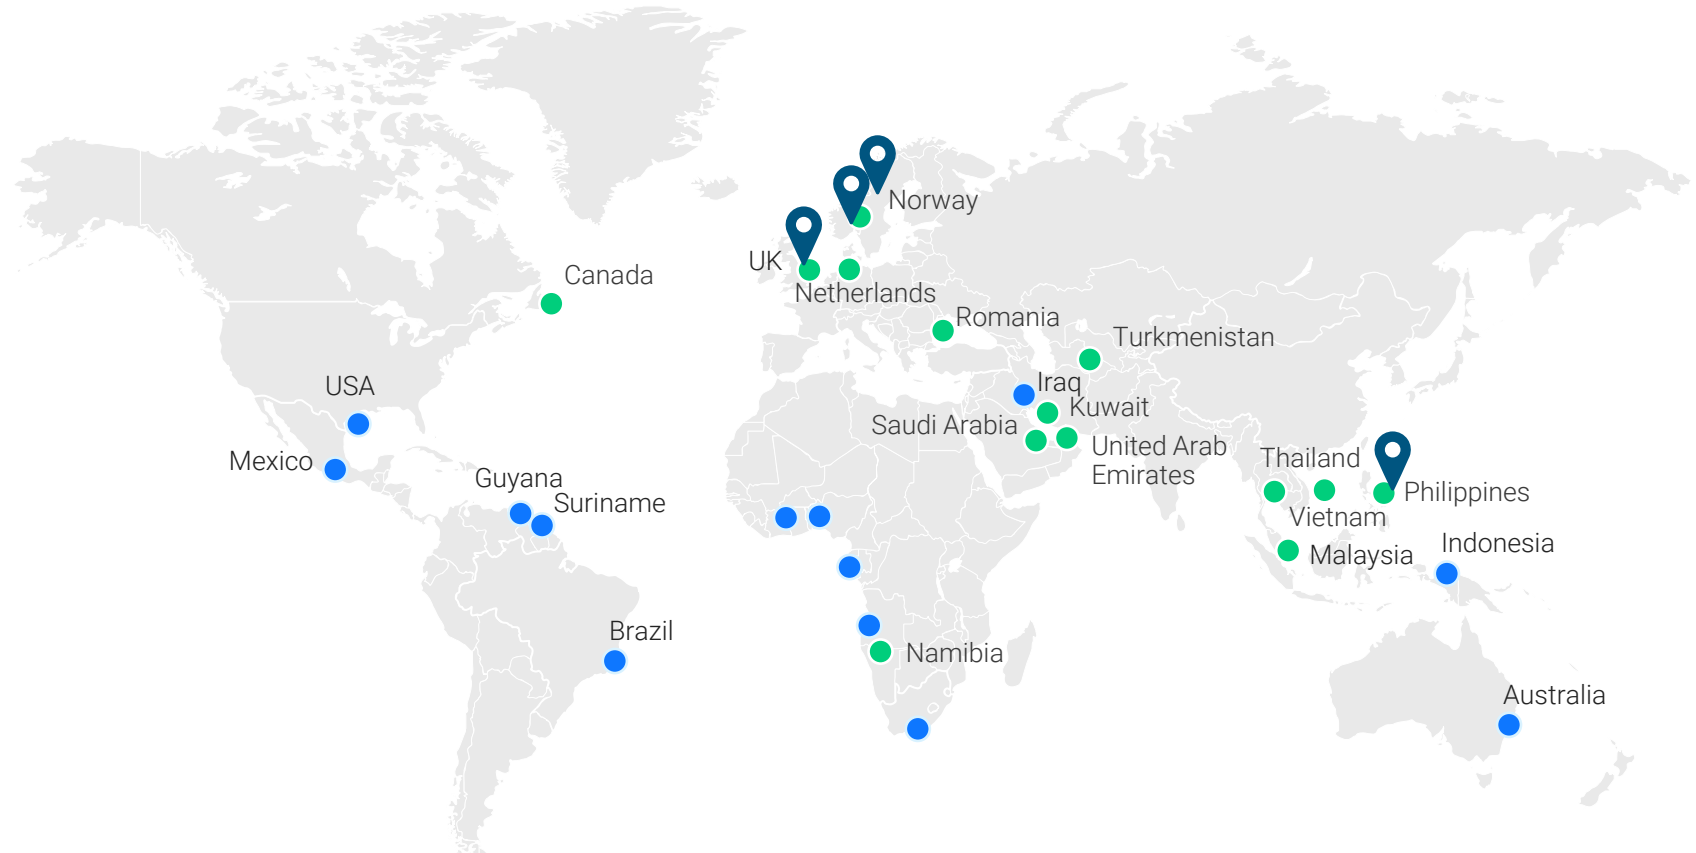 Norway
UK
Canada
Netherlands
Romania
Turkmenistan
USA
Iraq
Kuwait
Saudi Arabia
United Arab
Emirates
Thailand
Mexico
Guyana
Philippines
Suriname
Vietnam
Indonesia
Malaysia
Brazil
Namibia
Australia